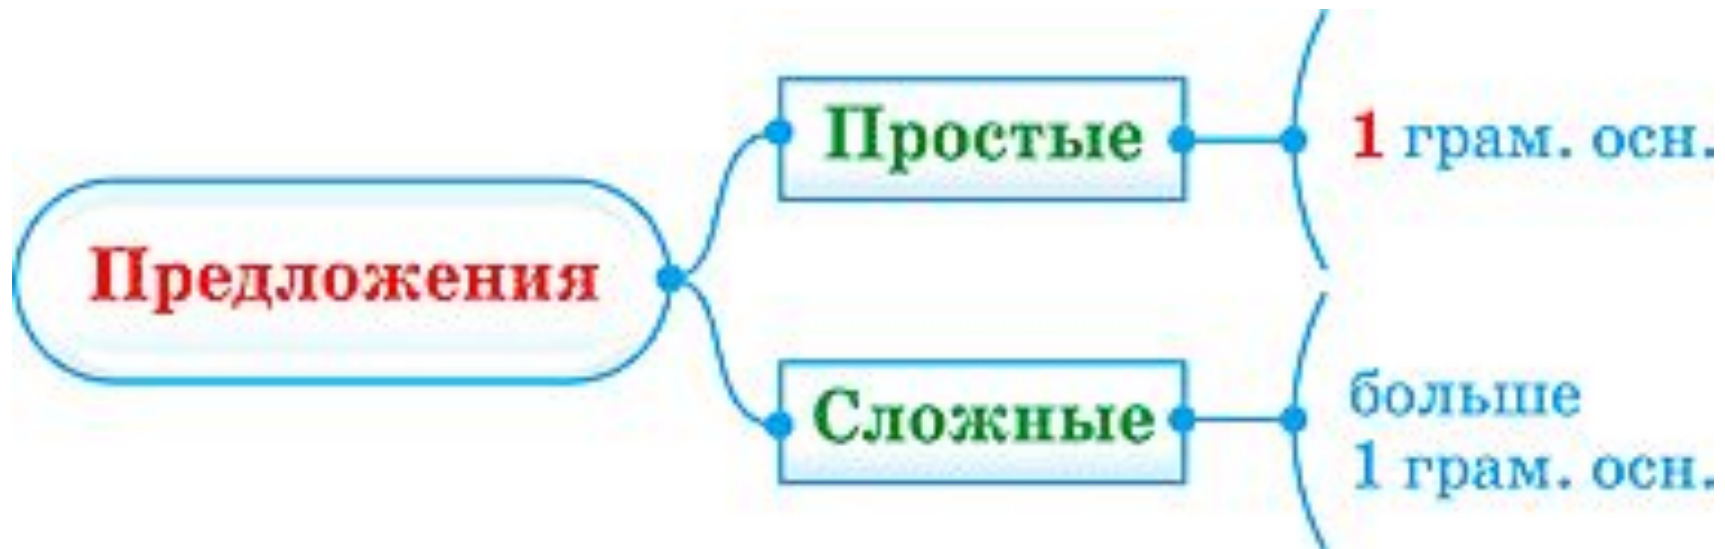 Предложения
Простые
1 грам. осн.
Сложные
больше
1 грам. осн.